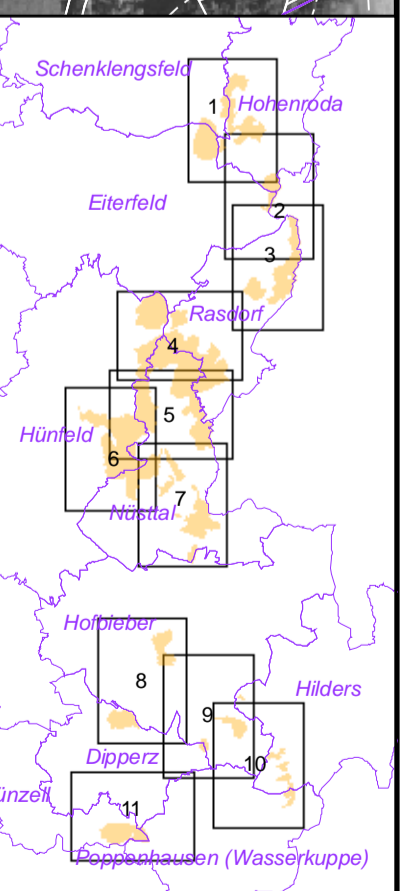 Schenklengsfeld
1
Hohenroda
Eiterfeld
2
3
Rasdorf
4
5
Hünfeld
6
7
Nüsttal
Hofbieber
8
Hilders
9
Dipperz
10
ünzell
11
Poppenhausen (Wasserkuppe)